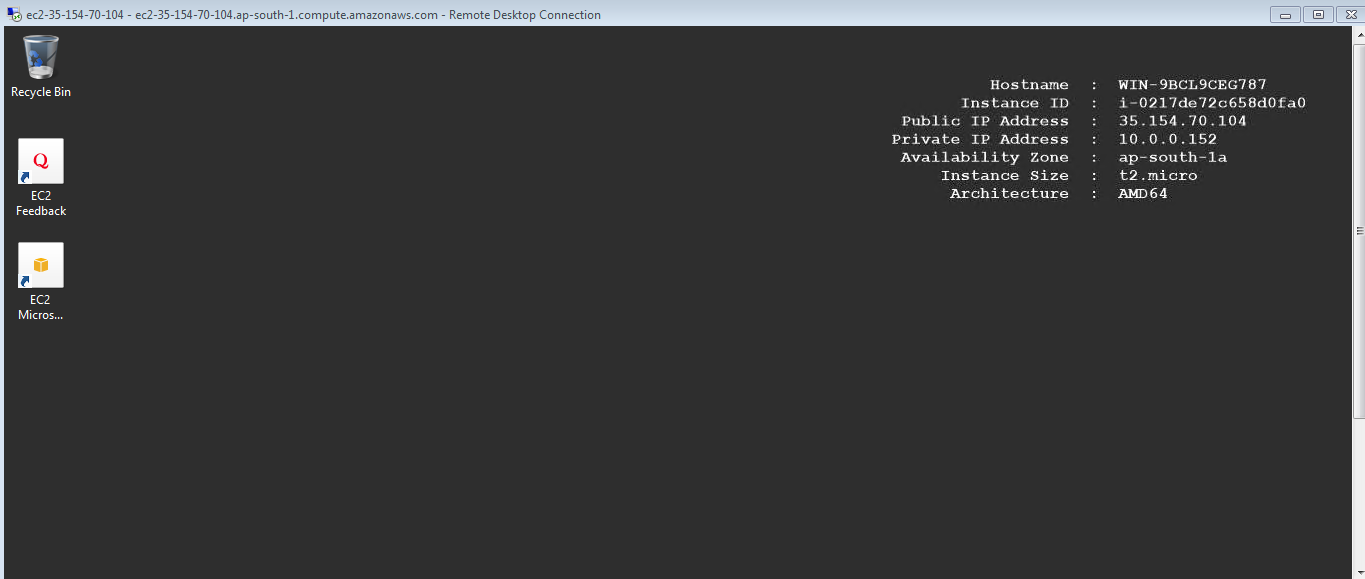 ec2-35-154-70-104 - ec2-35-154-70-104.ap-south-1.compute.amazonaws.com - Remote Desktop Connection
Recycle Bin
Q
EC2
Feedback
EC2
Micros...
Hostname : WIN-9BCL9CEG787
Instance ID : i-0217de72c658d0fa0
Public IP Address : 35.154.70.104
Private IP Address : 10.0.0.152
Availability Zone : ap-south-1a
Instance Size : t2.micro
Architecture : AMD64